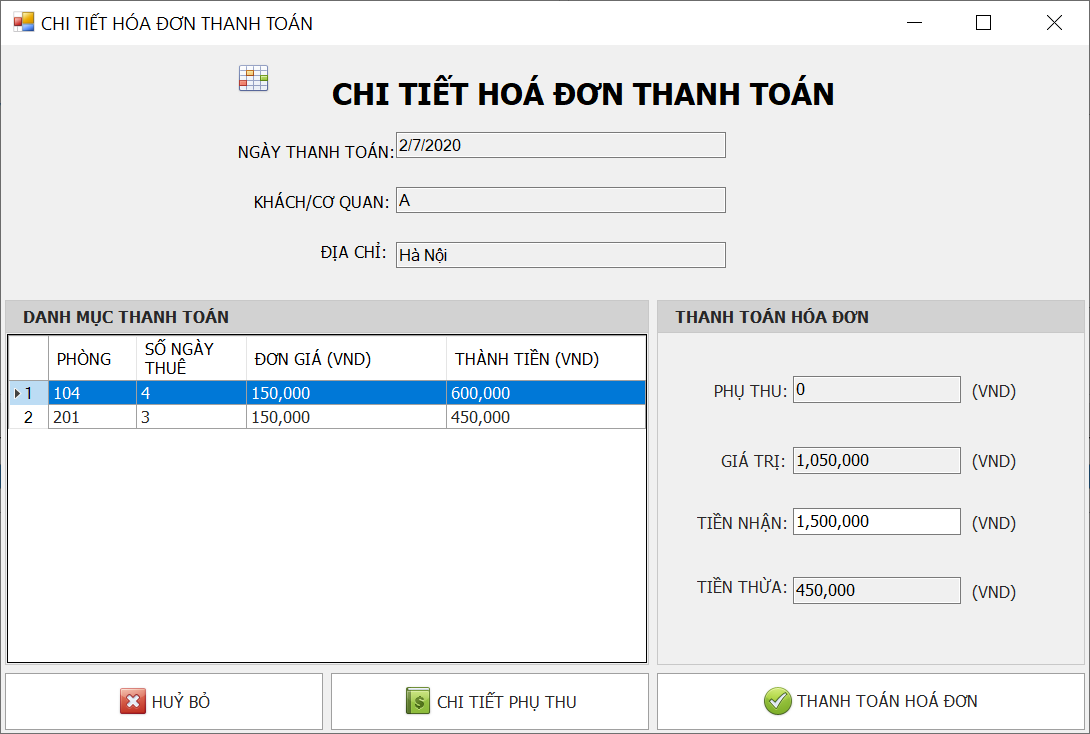 CHI TIẾT HÓA ĐƠN THANH TOÁN
CHI TIẾT HOÁ ĐƠN THANH TOÁN
NGÀY THANH TOÁN: 2/7/2020
KHÁCH/CƠ QUAN: A
ĐỊA CHỈ: Hà Nội
DANH MỤC THANH TOÁN
PHÒNG SỐ NGÀY THUÊ ĐƠN GIÁ (VND) THÀNH TIỀN (VND)
1 104 4 150,000 600,000
2 201 3 150,000 450,000
THANH TOÁN HÓA ĐƠN
PHỤ THU: 0 (VND)
GIÁ TRỊ: 1,050,000 (VND)
TIỀN NHẬN: 1,500,000 (VND)
TIỀN THỪA: 450,000 (VND)
HUỶ BỎ
CHI TIẾT PHỤ THU
THANH TOÁN HOÁ ĐƠN